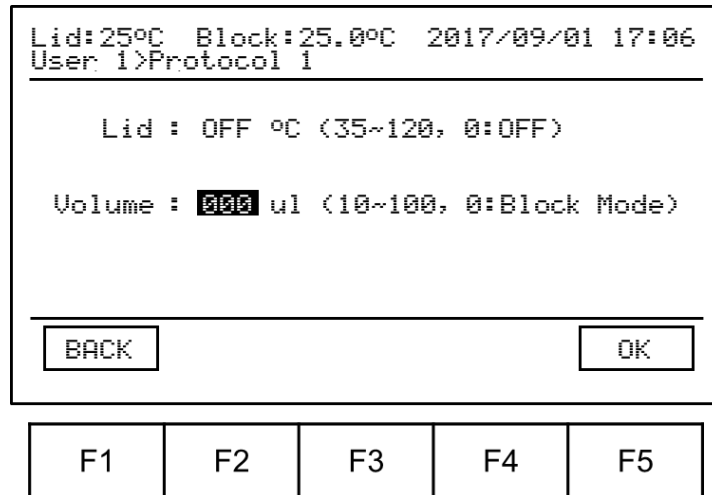 Lid:25ºC Block:25.0ºC 2017/09/01 17:06
User 1>Protocol 1
Lid : OFF ºC (35~120, 0:OFF)
Volume : 000 ul (10~100, 0:Block Mode)
BACK OK
F1 F2 F3 F4 F5